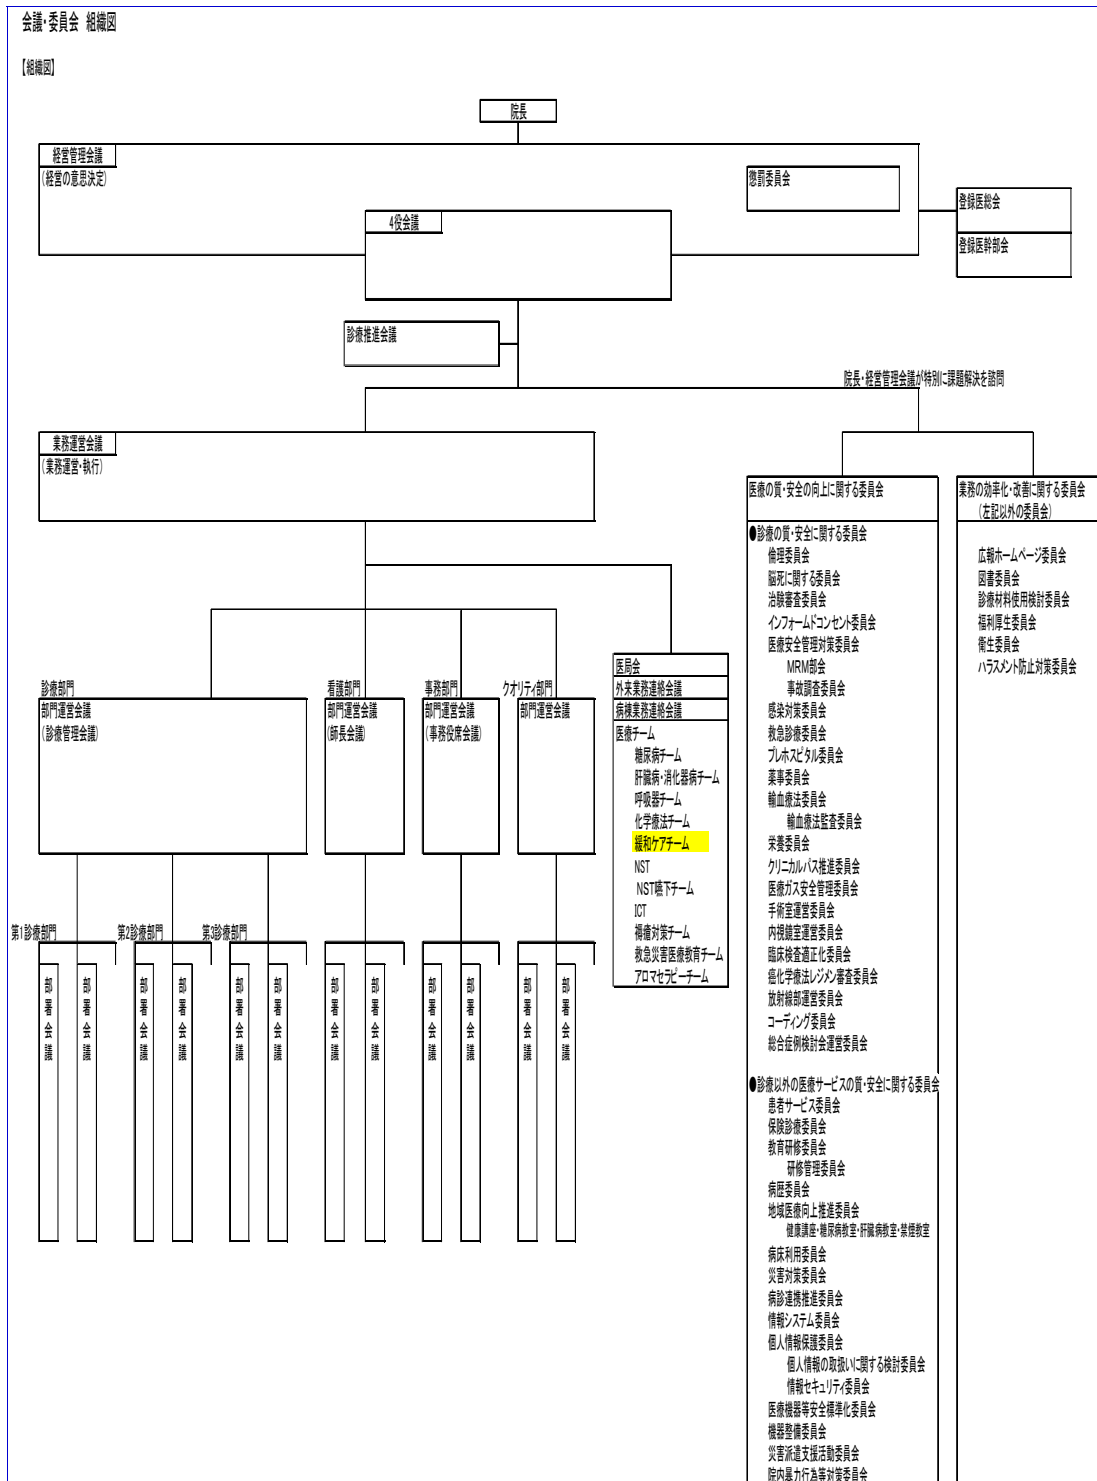 会議・委員会 組織図
【組織図】
院長
経営管理会議
(経営の意思決定)
懲罰委員会
登録医総会
4役会議
登録医幹部会
診療推進会議
院長・経営管理会議が特別に課題解決を諮問
業務運営会議
(業務運営・執行)
医療の質・安全の向上に関する委員会
業務の効率化・改善に関する委員会
(左記以外の委員会)
●診療の質・安全に関する委員会
倫理委員会
脳死に関する委員会
治験審査委員会
インフォームドコンセント委員会
医療安全管理対策委員会
MRM部会
事故調査委員会
感染対策委員会
救急診療委員会
プレホスピタル委員会
薬事委員会
輸血療法委員会
輸血療法監査委員会
栄養委員会
クリニカルパス推進委員会
医療ガス安全管理委員会
手術室運営委員会
内視鏡室運営委員会
臨床検査適正化委員会
癌化学療法レジメン審査委員会
放射線部運営委員会
コーディング委員会
総合症例検討会運営委員会
●診療以外の医療サービスの質・安全に関する委員会
患者サービス委員会
保険診療委員会
教育研修委員会
研修管理委員会
病歴委員会
地域医療向上推進委員会
健康講座・糖尿病教室・肝臓病教室・禁煙教室
病床利用委員会
災害対策委員会
病診連携推進委員会
情報システム委員会
個人情報保護委員会
個人情報の取扱いに関する検討委員会
情報セキュリティ委員会
医療機器等安全標準化委員会
機器整備委員会
災害派遣支援活動委員会
院内暴力行為等対策委員会
広報ホームページ委員会
図書委員会
診療材料使用検討委員会
福利厚生委員会
衛生委員会
ハラスメント防止対策委員会
医局会
外来業務連絡会議
病棟業務連絡会議
医療チーム
糖尿病チーム
肝臓病・消化器病チーム
呼吸器チーム
化学療法チーム
緩和ケアチーム
NST
NST嚥下チーム
ICT
褥瘡対策チーム
救急災害医療教育チーム
アロマセラピーチーム
診療部門
部門運営会議
(診療管理会議)
看護部門
部門運営会議
(師長会議)
事務部門
部門運営会議
(事務役席会議)
クオリティ部門
部門運営会議
第1診療部門
第2診療部門
第3診療部門
部署会議
部署会議
部署会議
部署会議
部署会議
部署会議
部署会議
部署会議
部署会議
部署会議
部署会議
部署会議